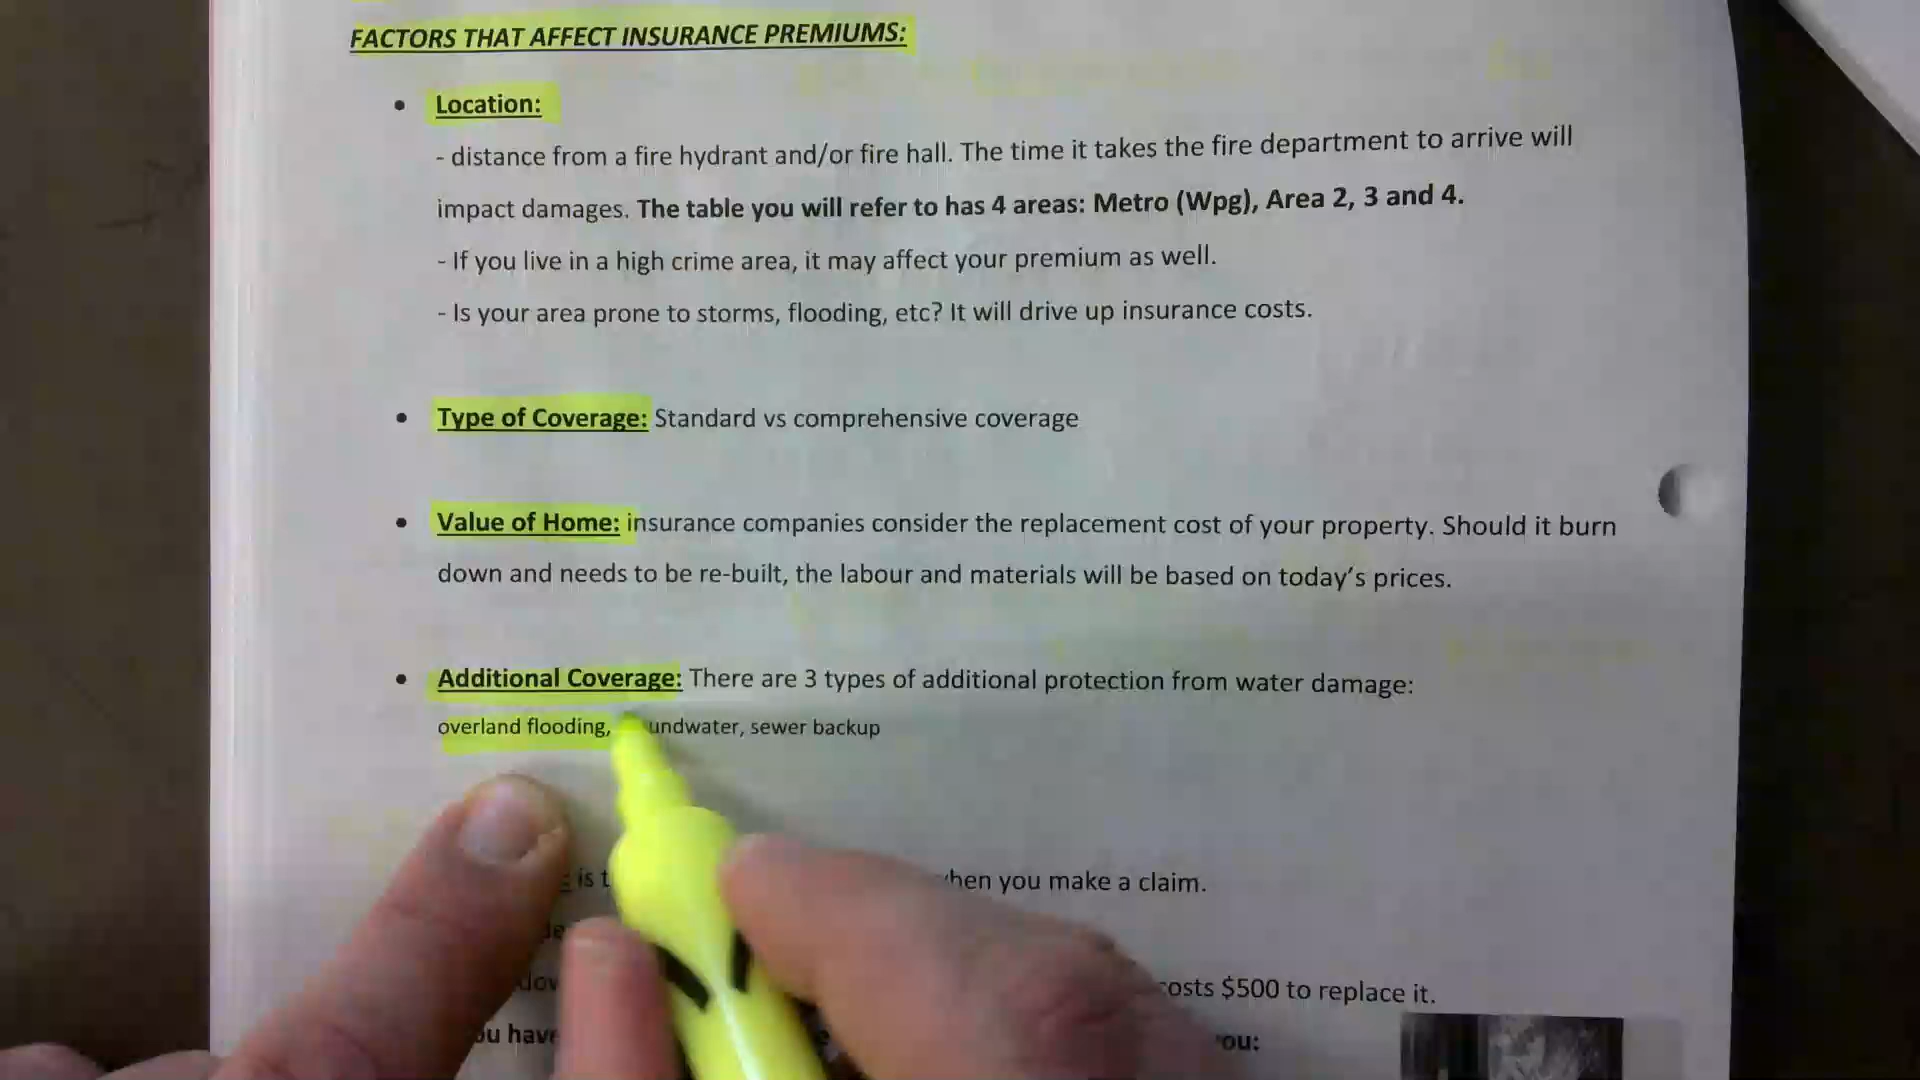 FACTORS THAT AFFECT INSURANCE PREMIUMS:
• Location:
- distance from a fire hydrant and/or fire hall. The time it takes the fire department to arrive will
impact damages. The table you will refer to has 4 areas: Metro (Wpg), Area 2, 3 and 4.
- If you live in a high crime area, it may affect your premium as well.
- Is your area prone to storms, flooding, etc? It will drive up insurance costs.
• Type of Coverage: Standard vs comprehensive coverage
• Value of Home: insurance companies consider the replacement cost of your property. Should it burn
down and needs to be re-built, the labour and materials will be based on today's prices.
• Additional Coverage: There are 3 types of additional protection from water damage:
overland flooding, undwater, sewer backup
is hen you make a claim.
osts $500 to replace it.
ou have ou: